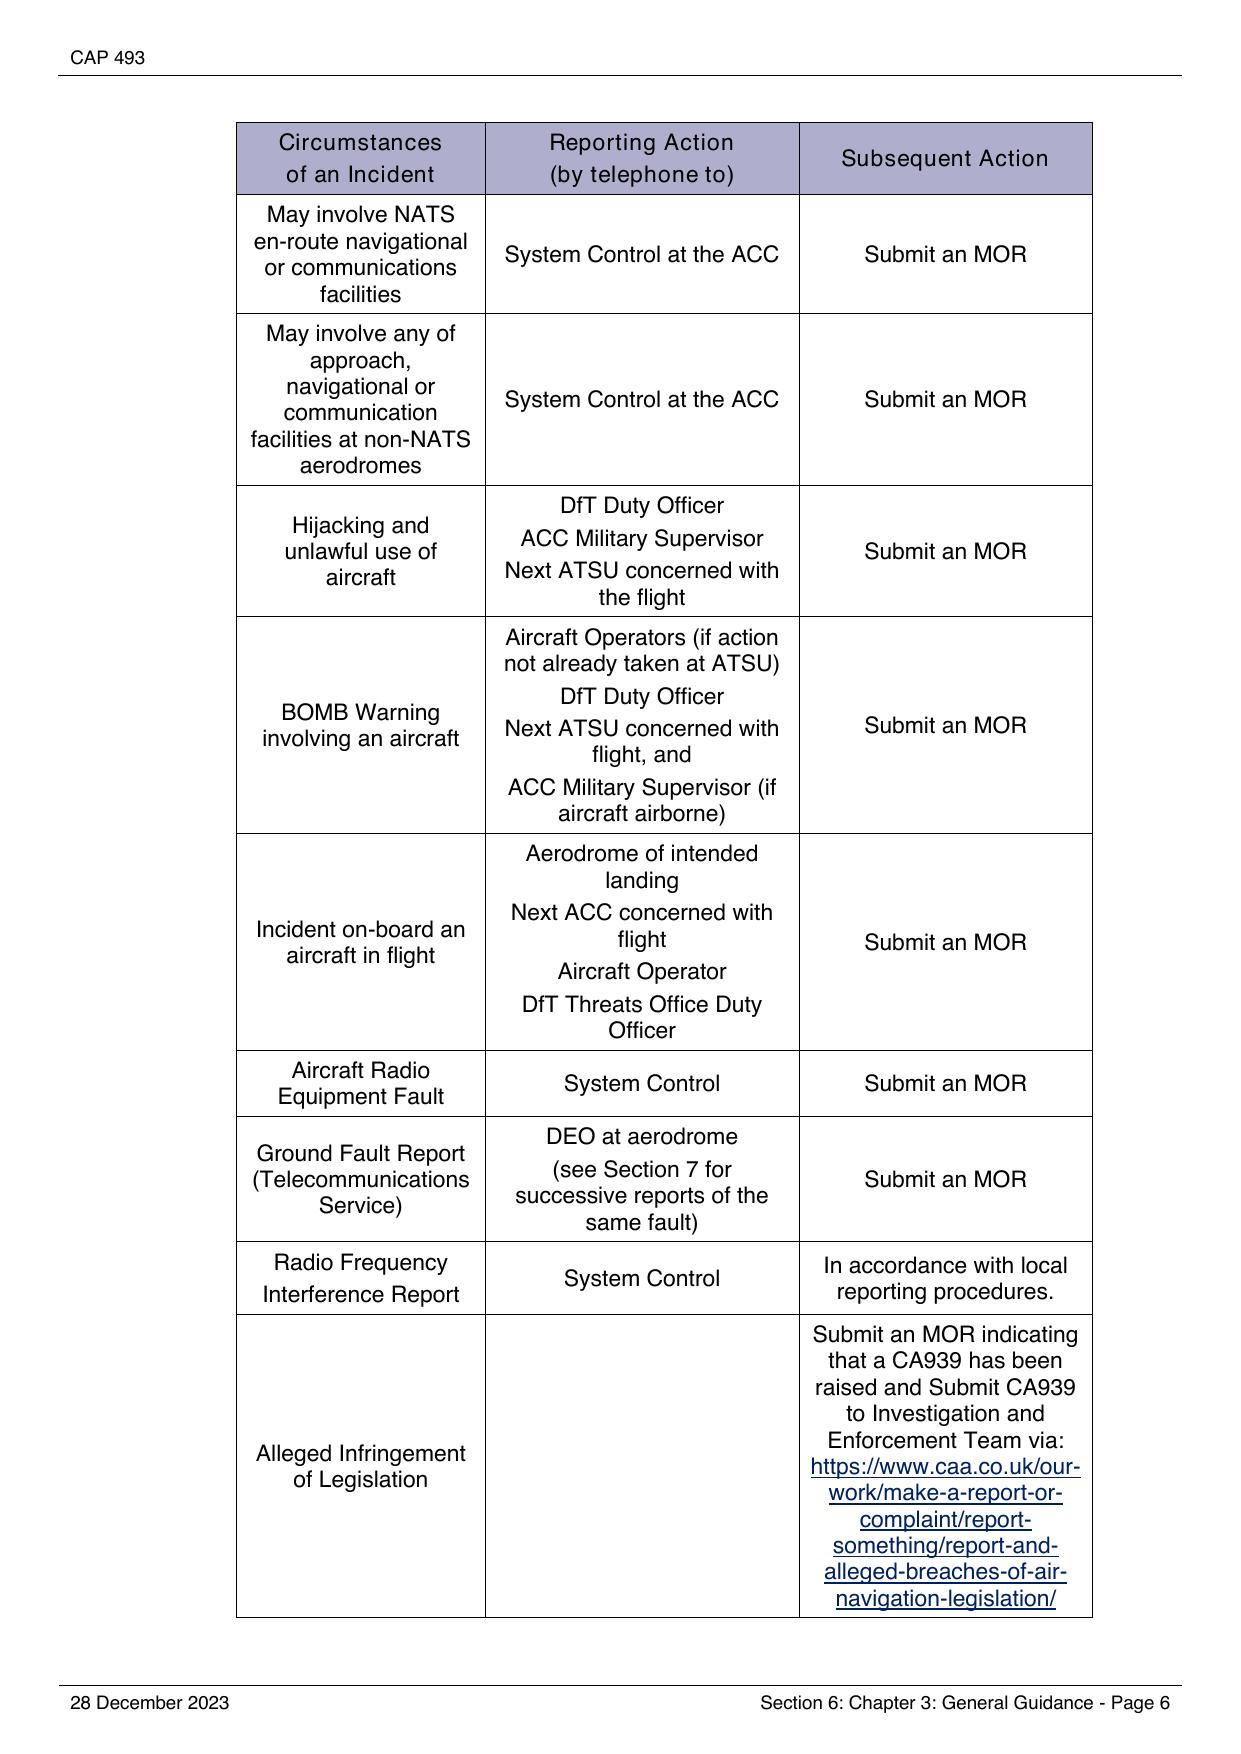 CAP 493
Circumstances
of an Incident
Reporting Action
(by telephone to)
Subsequent Action
May involve NATS
en-route navigational
or communications
facilities
System Control at the ACC
Submit an MOR
May involve any of
approach,
navigational or
communication
facilities at non-NATS
aerodromes
System Control at the ACC
Submit an MOR
Hijacking and
unlawful use of
aircraft
DfT Duty Officer
ACC Military Supervisor
Next ATSU concerned with
the flight
Submit an MOR
BOMB Warning
involving an aircraft
Aircraft Operators (if action
not already taken at ATSU)
DfT Duty Officer
Next ATSU concerned with
flight, and
ACC Military Supervisor (if
aircraft airborne)
Submit an MOR
Incident on-board an
aircraft in flight
Aerodrome of intended
landing
Next ACC concerned with
flight
Aircraft Operator
DfT Threats Office Duty
Officer
Submit an MOR
Aircraft Radio
Equipment Fault
System Control
Submit an MOR
Ground Fault Report
(Telecommunications
Service)
DEO at aerodrome
(see Section 7 for
successive reports of the
same fault)
Submit an MOR
Radio Frequency
Interference Report
System Control
In accordance with local
reporting procedures.
Alleged Infringement
of Legislation
Submit an MOR indicating
that a CA939 has been
raised and Submit CA939
to Investigation and
Enforcement Team via:
https://www.caa.co.uk/our-
work/make-a-report-or-
complaint/report-
something/report-and-
alleged-breaches-of-air-
navigation-legislation/
28 December 2023
Section 6: Chapter 3: General Guidance - Page 6